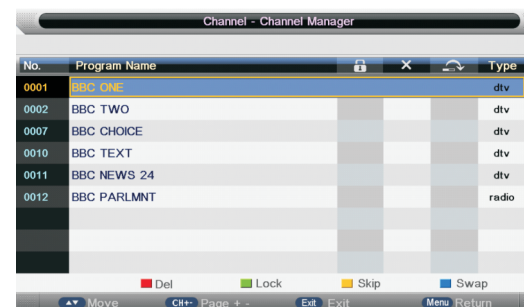 Channel - Channel Manager
No. Program Name Type
0001 BBC ONE dtv
0002 BBC TWO dtv
0007 BBC CHOICE dtv
0010 BBC TEXT dtv
0011 BBC NEWS 24 dtv
0012 BBC PARLMNT radio
Del Lock Skip Swap
Move CH+- Page + - Exit Exit Menu Return